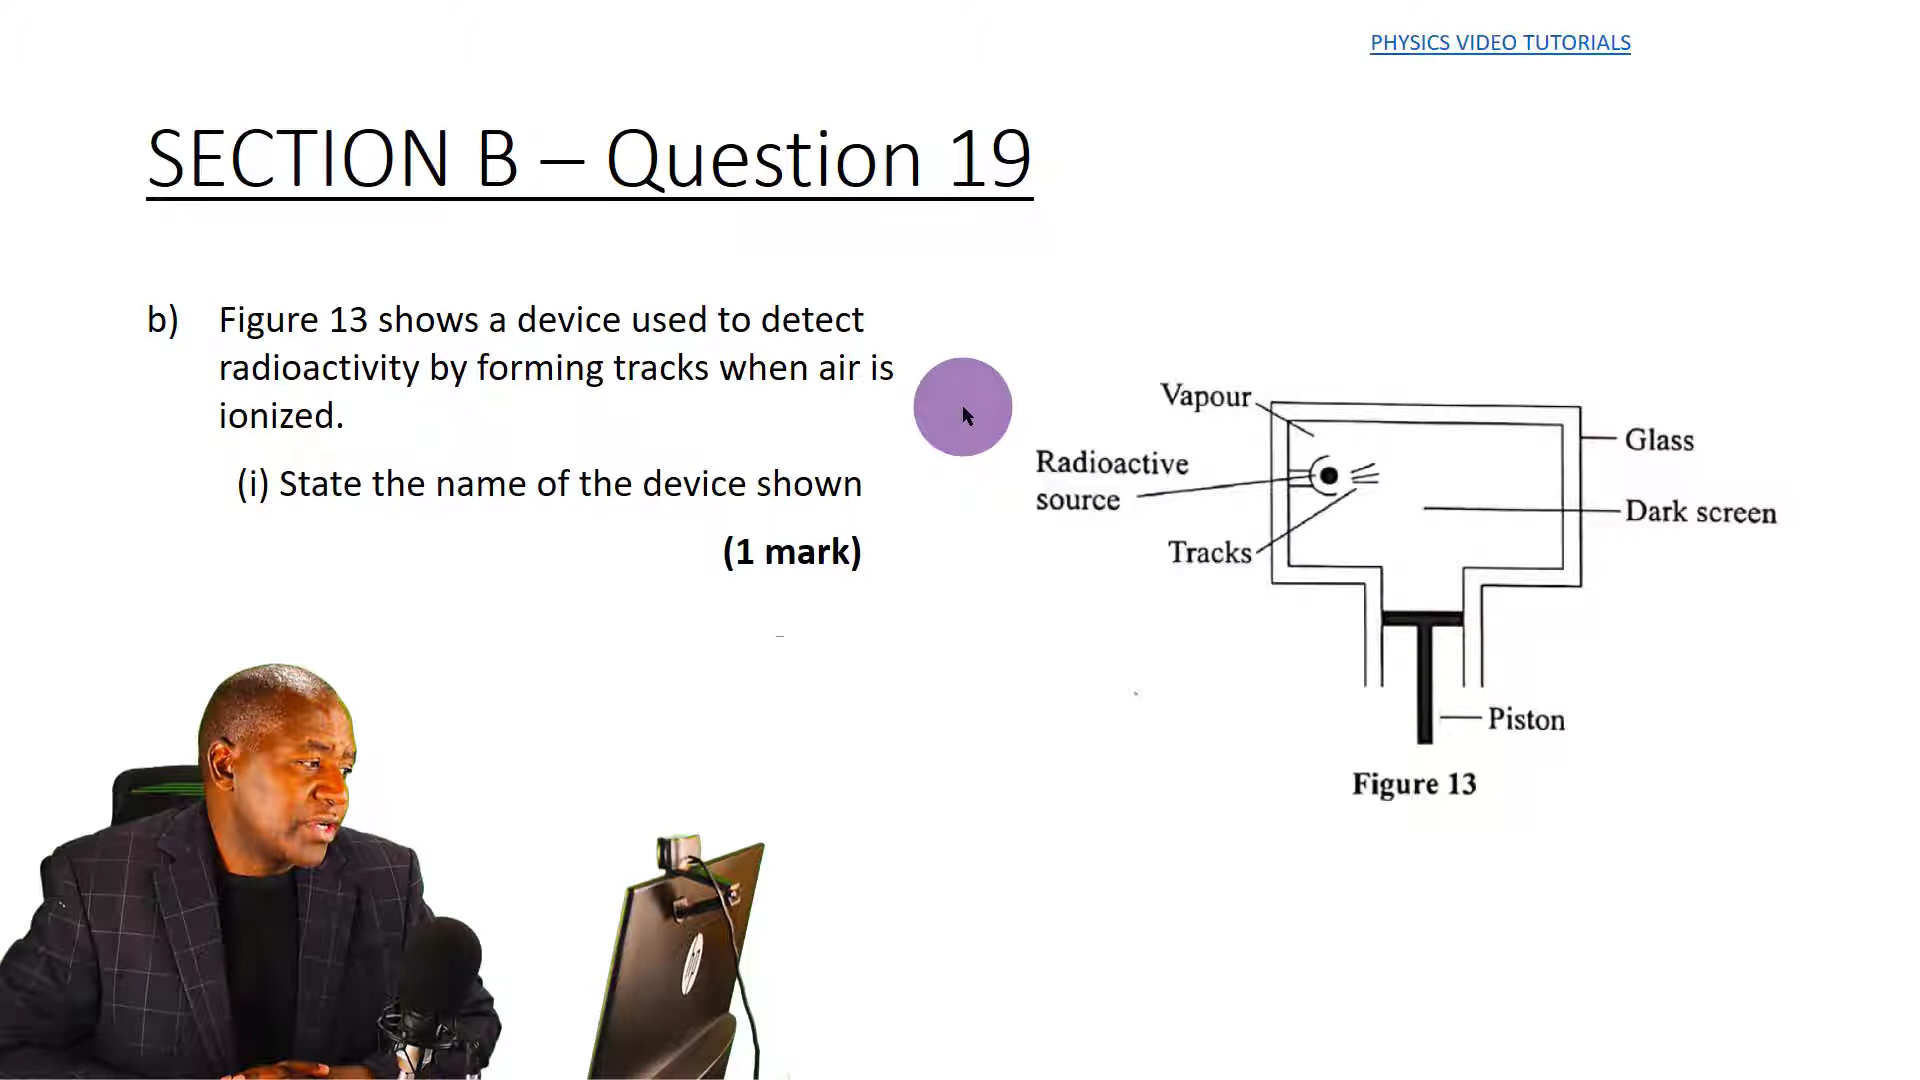 PHYSICS VIDEO TUTORIALS
SECTION B – Question 19
b) Figure 13 shows a device used to detect
radioactivity by forming tracks when air is
ionized.
(i) State the name of the device shown
(1 mark)
Vapour
Radioactive
source
Tracks
Glass
Dark screen
Piston
Figure 13
hp